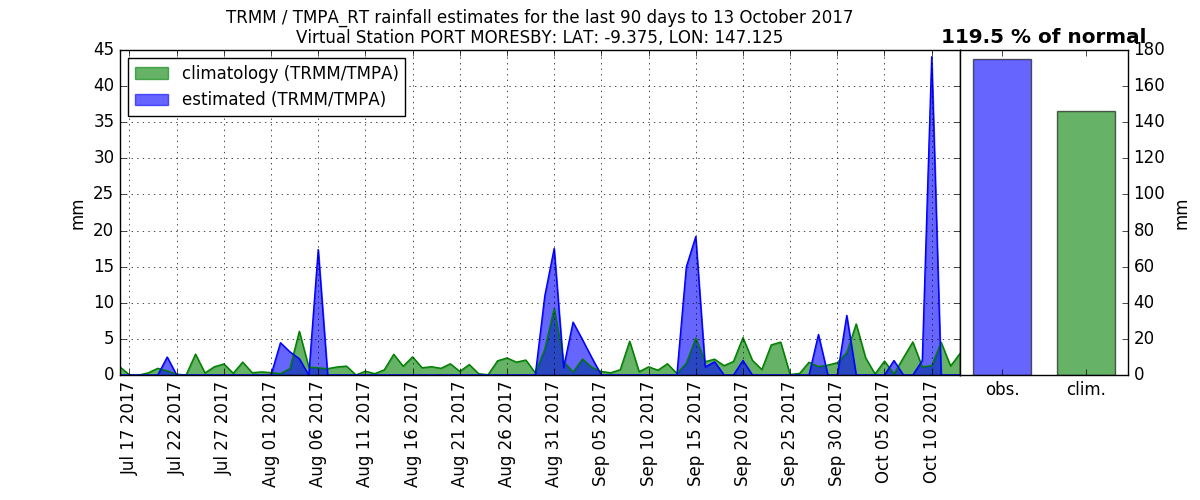 TRMM / TMPA_RT rainfall estimates for the last 90 days to 13 October 2017
Virtual Station PORT MORESBY: LAT: -9.375, LON: 147.125
119.5 % of normal
climatology (TRMM/TMPA)
estimated (TRMM/TMPA)
45
40
35
30
25
20
15
10
5
0
mm
Jul 17 2017
Jul 22 2017
Jul 27 2017
Aug 01 2017
Aug 06 2017
Aug 11 2017
Aug 16 2017
Aug 21 2017
Aug 26 2017
Aug 31 2017
Sep 05 2017
Sep 10 2017
Sep 15 2017
Sep 20 2017
Sep 25 2017
Sep 30 2017
Oct 05 2017
Oct 10 2017
obs.
clim.
180
160
140
120
100
80
60
40
20
0
mm